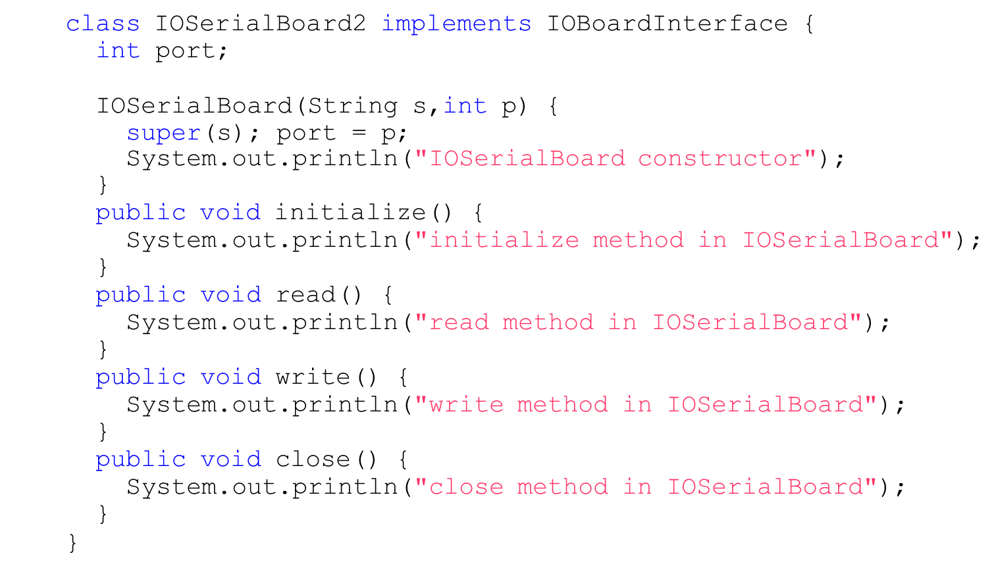 class IOSerialBoard2 implements IOBoardInterface {
  int port;

  IOSerialBoard(String s,int p) {
    super(s); port = p;
    System.out.println("IOSerialBoard constructor");
  }
  public void initialize() {
    System.out.println("initialize method in IOSerialBoard");
  }
  public void read() {
    System.out.println("read method in IOSerialBoard");
  }
  public void write() {
    System.out.println("write method in IOSerialBoard");
  }
  public void close() {
    System.out.println("close method in IOSerialBoard");
  }
}